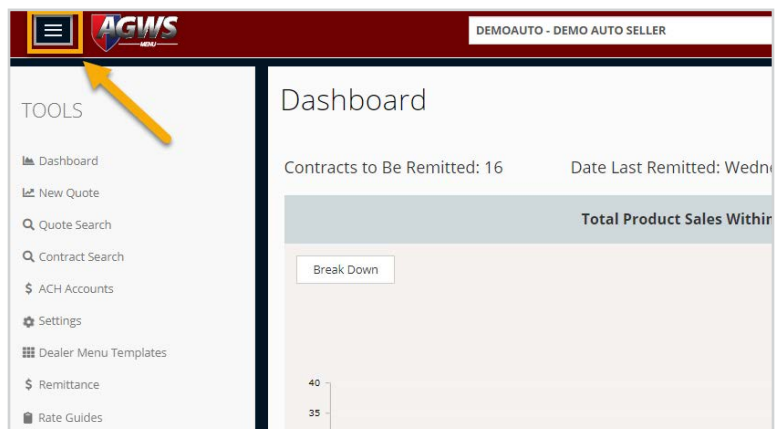 AGWS
MENU
DEMOAUTO - DEMO AUTO SELLER
TOOLS
Dashboard
New Quote
Quote Search
Contract Search
$ ACH Accounts
Settings
Dealer Menu Templates
$ Remittance
Rate Guides
Dashboard
Contracts to Be Remitted: 16 Date Last Remitted: Wedne
Total Product Sales Within
Break Down
40
35